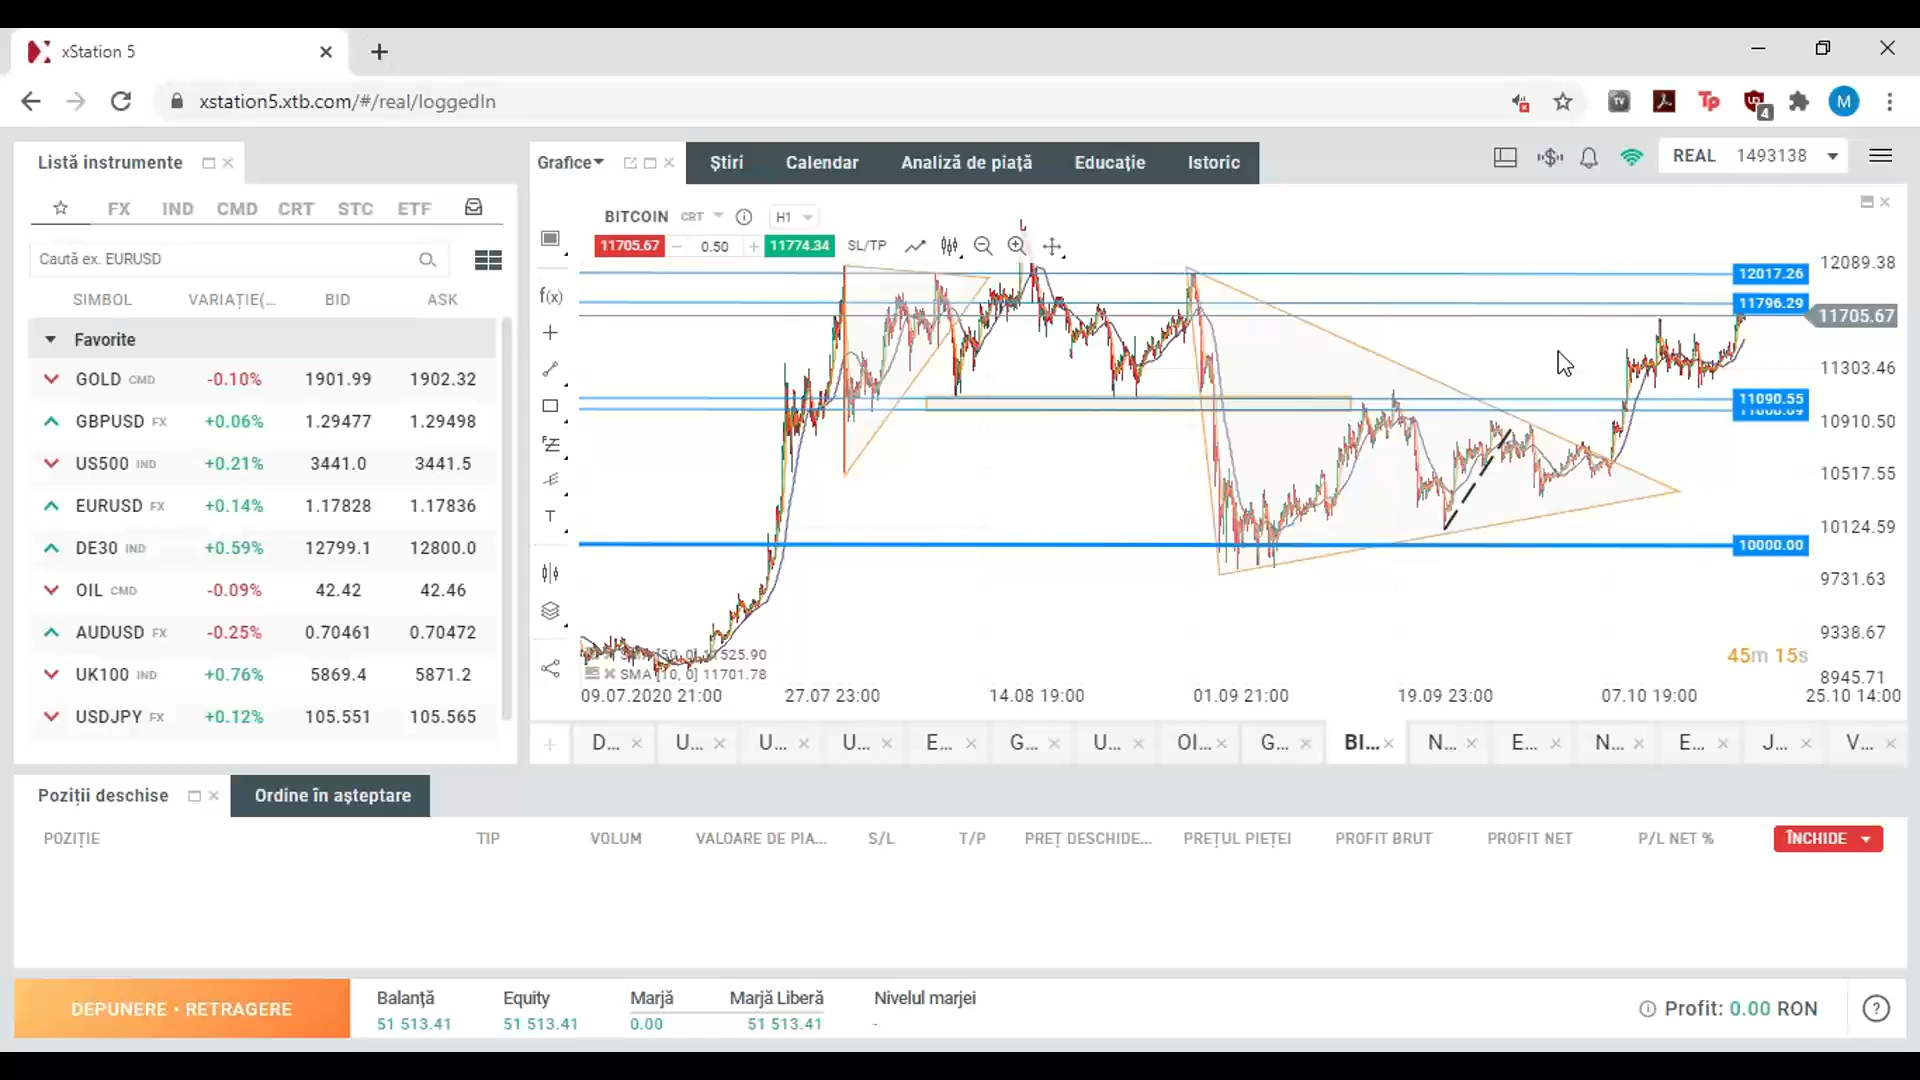 xStation 5
xstation5.xtb.com/#/real/loggedIn
TV
Tp
4
M
Listă instrumente
Grafice
Știri
Calendar
Analiză de piață
Educație
Istoric
REAL 1493138
FX IND CMD CRT STC ETF
Caută ex. EURUSD
SIMBOL VARIAȚIE(... BID ASK
Favorite
GOLD CMD -0.10% 1901.99 1902.32
GBPUSD FX +0.06% 1.29477 1.29498
US500 IND +0.21% 3441.0 3441.5
EURUSD FX +0.14% 1.17828 1.17836
DE30 IND +0.59% 12799.1 12800.0
OIL CMD -0.09% 42.42 42.46
AUDUSD FX -0.25% 0.70461 0.70472
UK100 IND +0.76% 5869.4 5871.2
USDJPY FX +0.12% 105.551 105.565
BITCOIN CRT H1
11705.67 − 0.50 + 11774.34 SL/TP
f(x)
T
12089.38
12017.26
11796.29
11705.67
11303.46
11090.55
10910.50
10517.55
10124.59
10000.00
9731.63
9338.67
8945.71
45m 15s
SMA [50, 0] 11525.90
SMA [10, 0] 11701.78
09.07.2020 21:00 27.07 23:00 14.08 19:00 01.09 21:00 19.09 23:00 07.10 19:00 25.10 14:00
D... U... U... U... E... G... U... OI... G... BI... N... E... N... E... J... V...
Poziții deschise
Ordine în așteptare
POZIȚIE TIP VOLUM VALOARE DE PIA... S/L T/P PREȚ DESCHIDE... PREȚUL PIEȚEI PROFIT BRUT PROFIT NET P/L NET % ÎNCHIDE
DEPUNERE • RETRAGERE
Balanță Equity Marjă Marjă Liberă Nivelul marjei
51 513.41 51 513.41 0.00 51 513.41 -
Profit: 0.00 RON
?